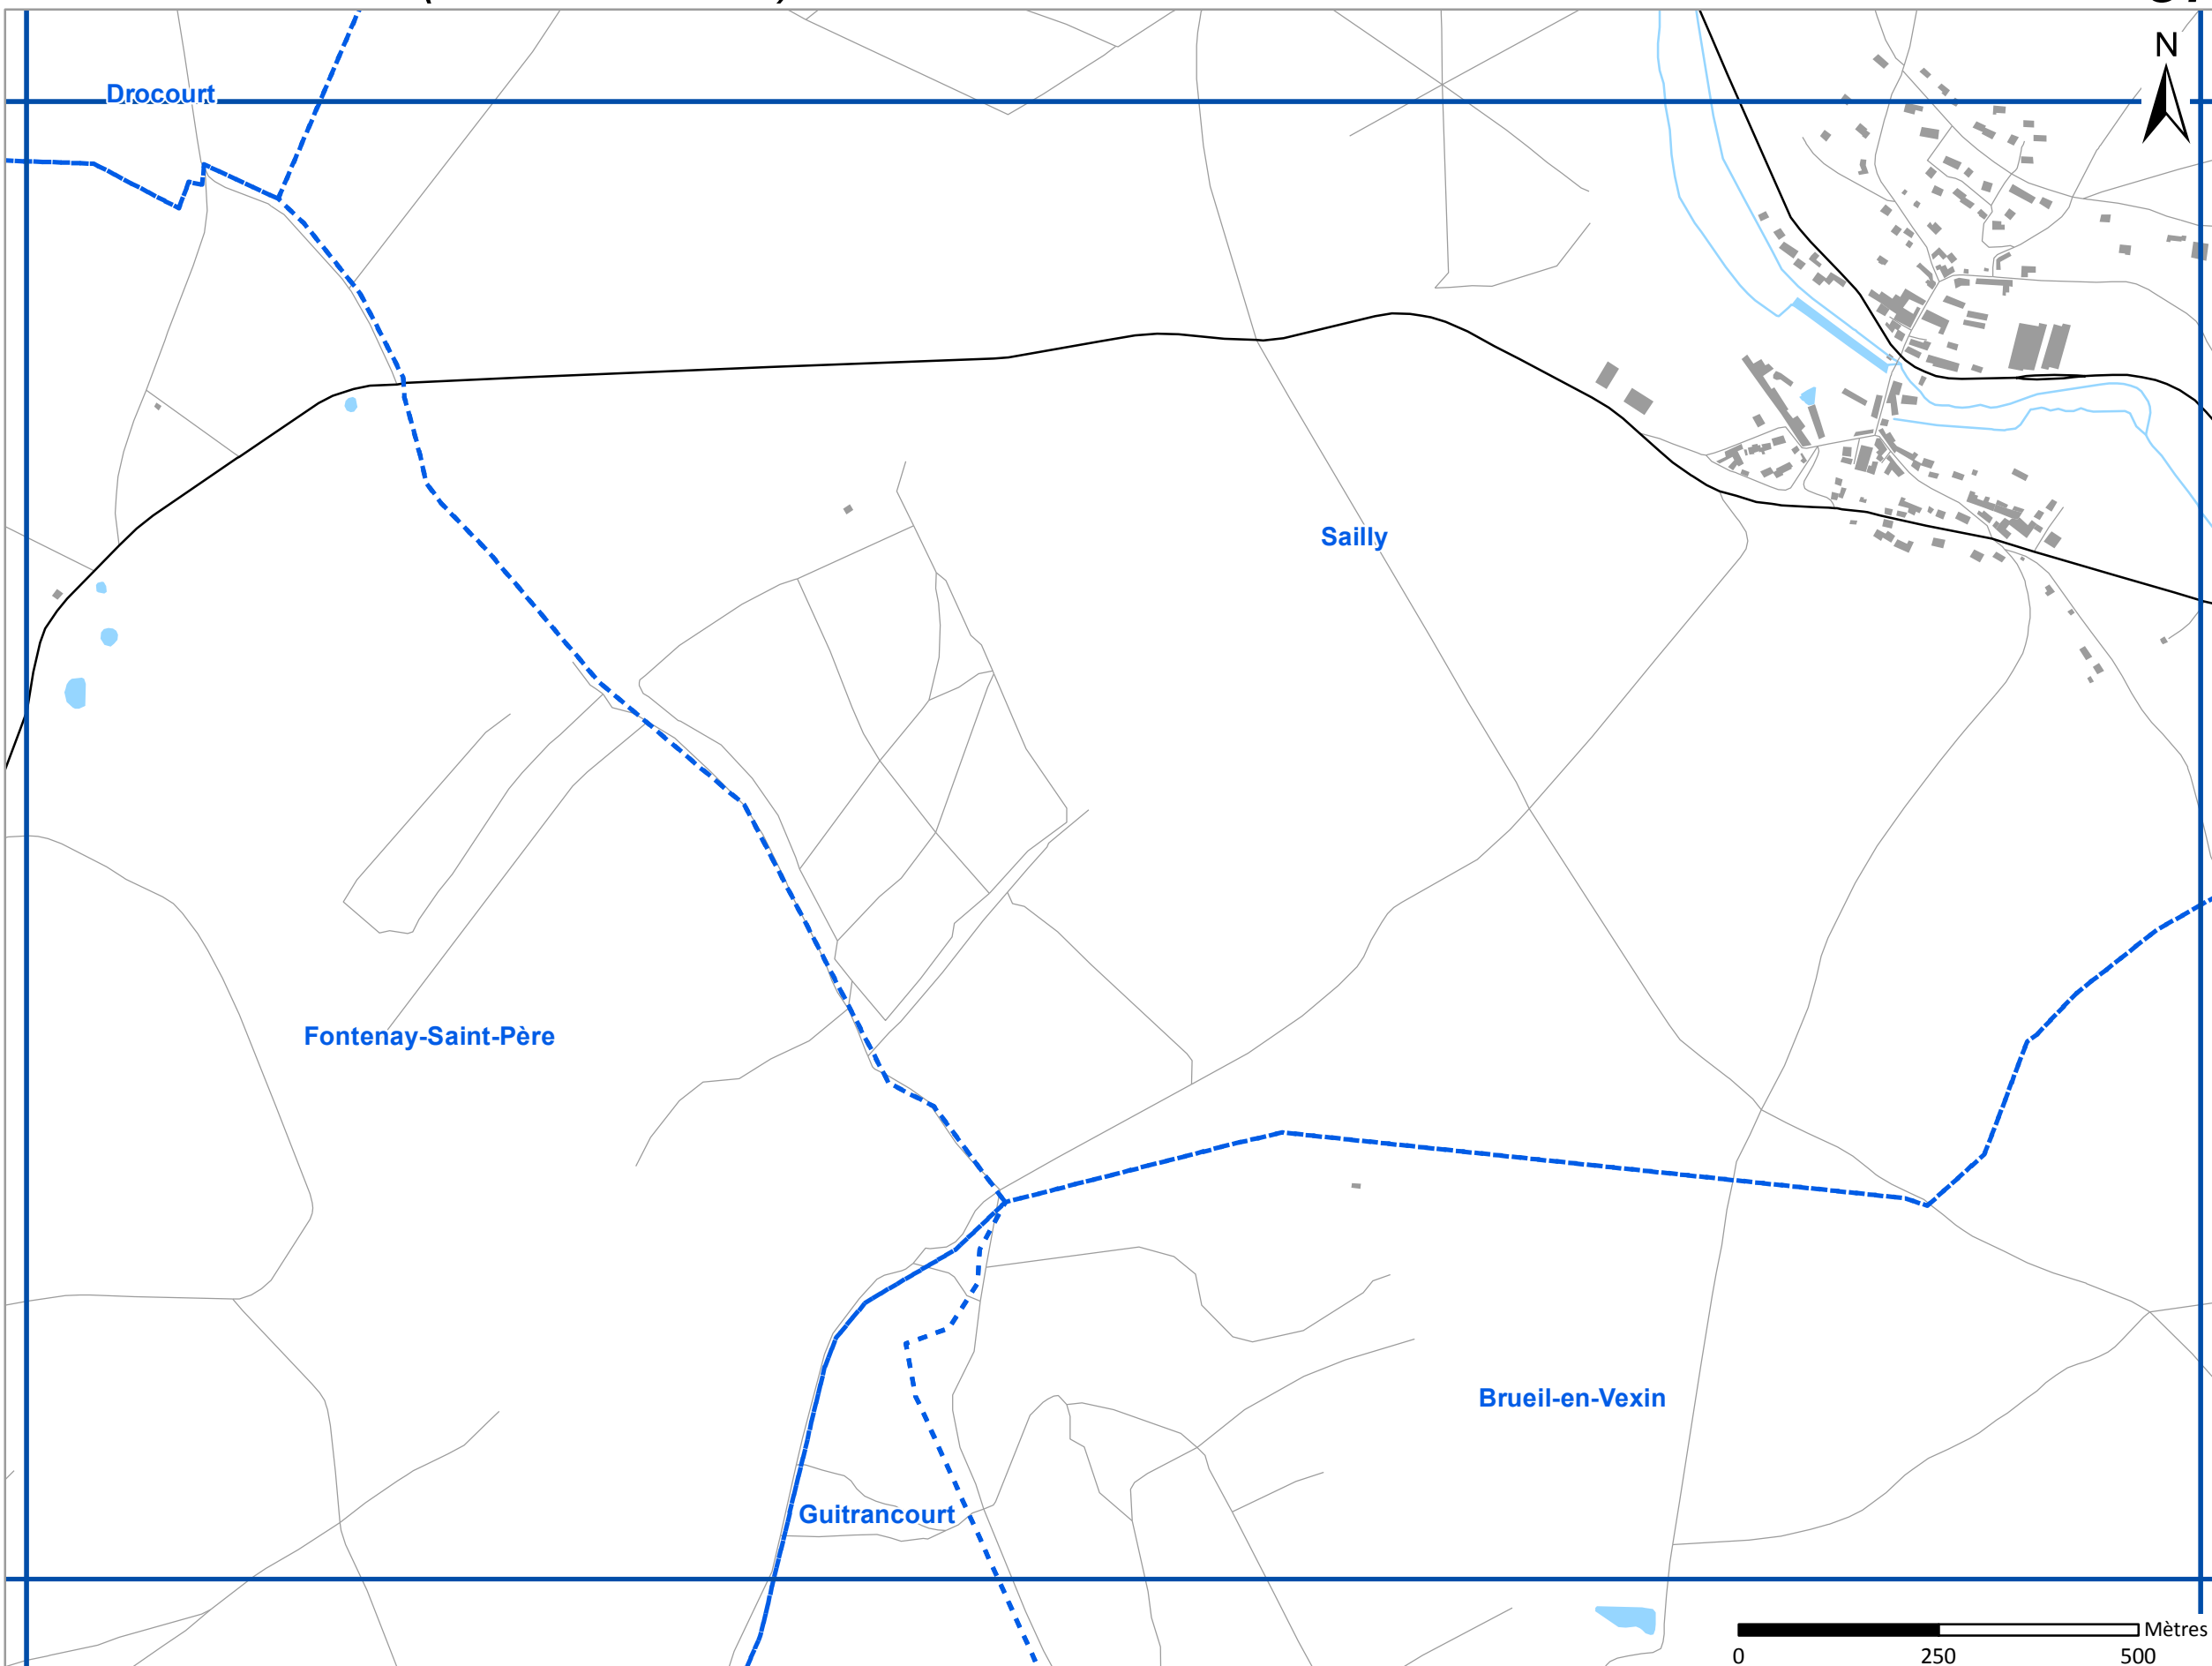 N
Drocourt
Sailly
Fontenay-Saint-Père
Brueil-en-Vexin
Guitrancourt
Mètres
0 250 500